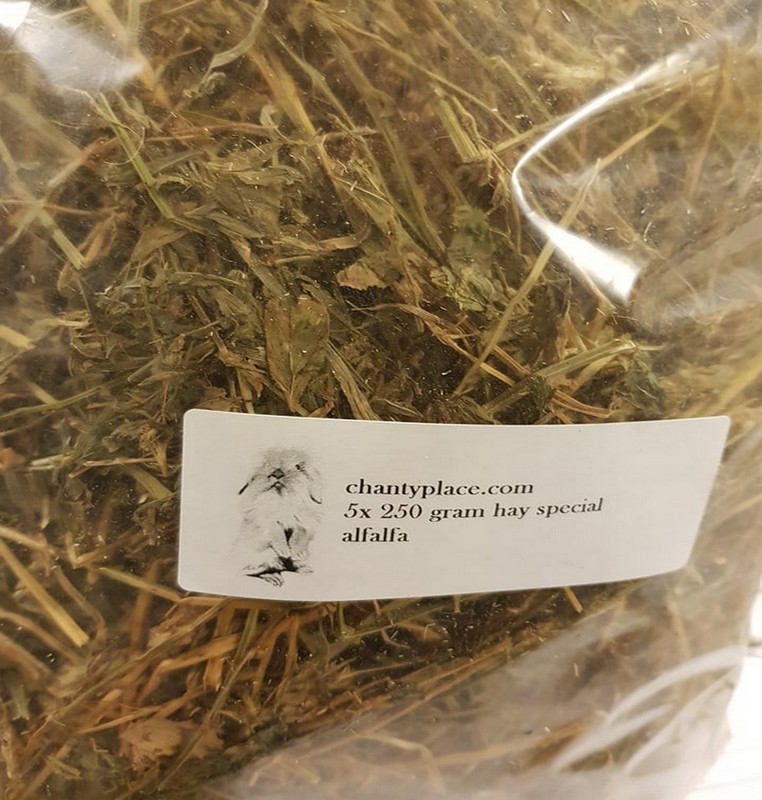 chantyplace.com
5x 250 gram hay special
alfalfa